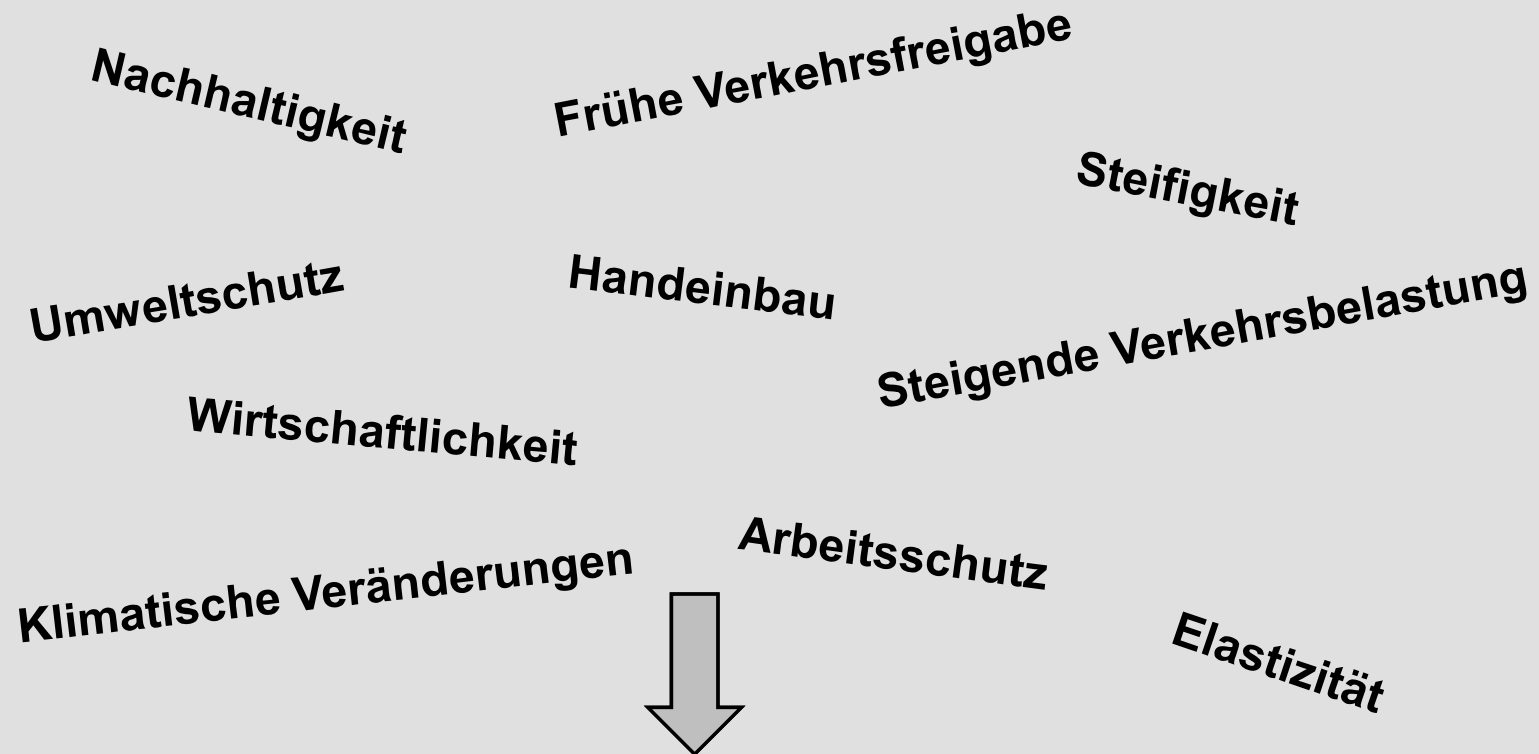 Nachhaltigkeit
Frühe Verkehrsfreigabe
Steifigkeit
Umweltschutz
Handeinbau
Steigende Verkehrsbelastung
Wirtschaftlichkeit
Arbeitsschutz
Klimatische Veränderungen
Elastizität